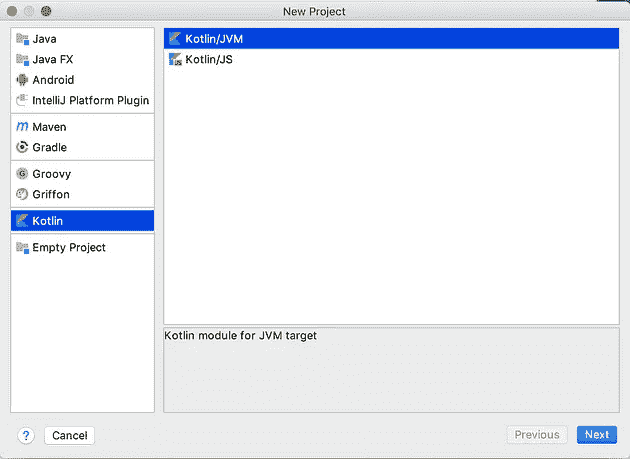 New Project
Java
Java FX
Android
IntelliJ Platform Plugin
Maven
Gradle
Groovy
Griffon
Kotlin
Empty Project
Kotlin/JVM
Kotlin/JS
Kotlin module for JVM target
?
Cancel
Previous
Next